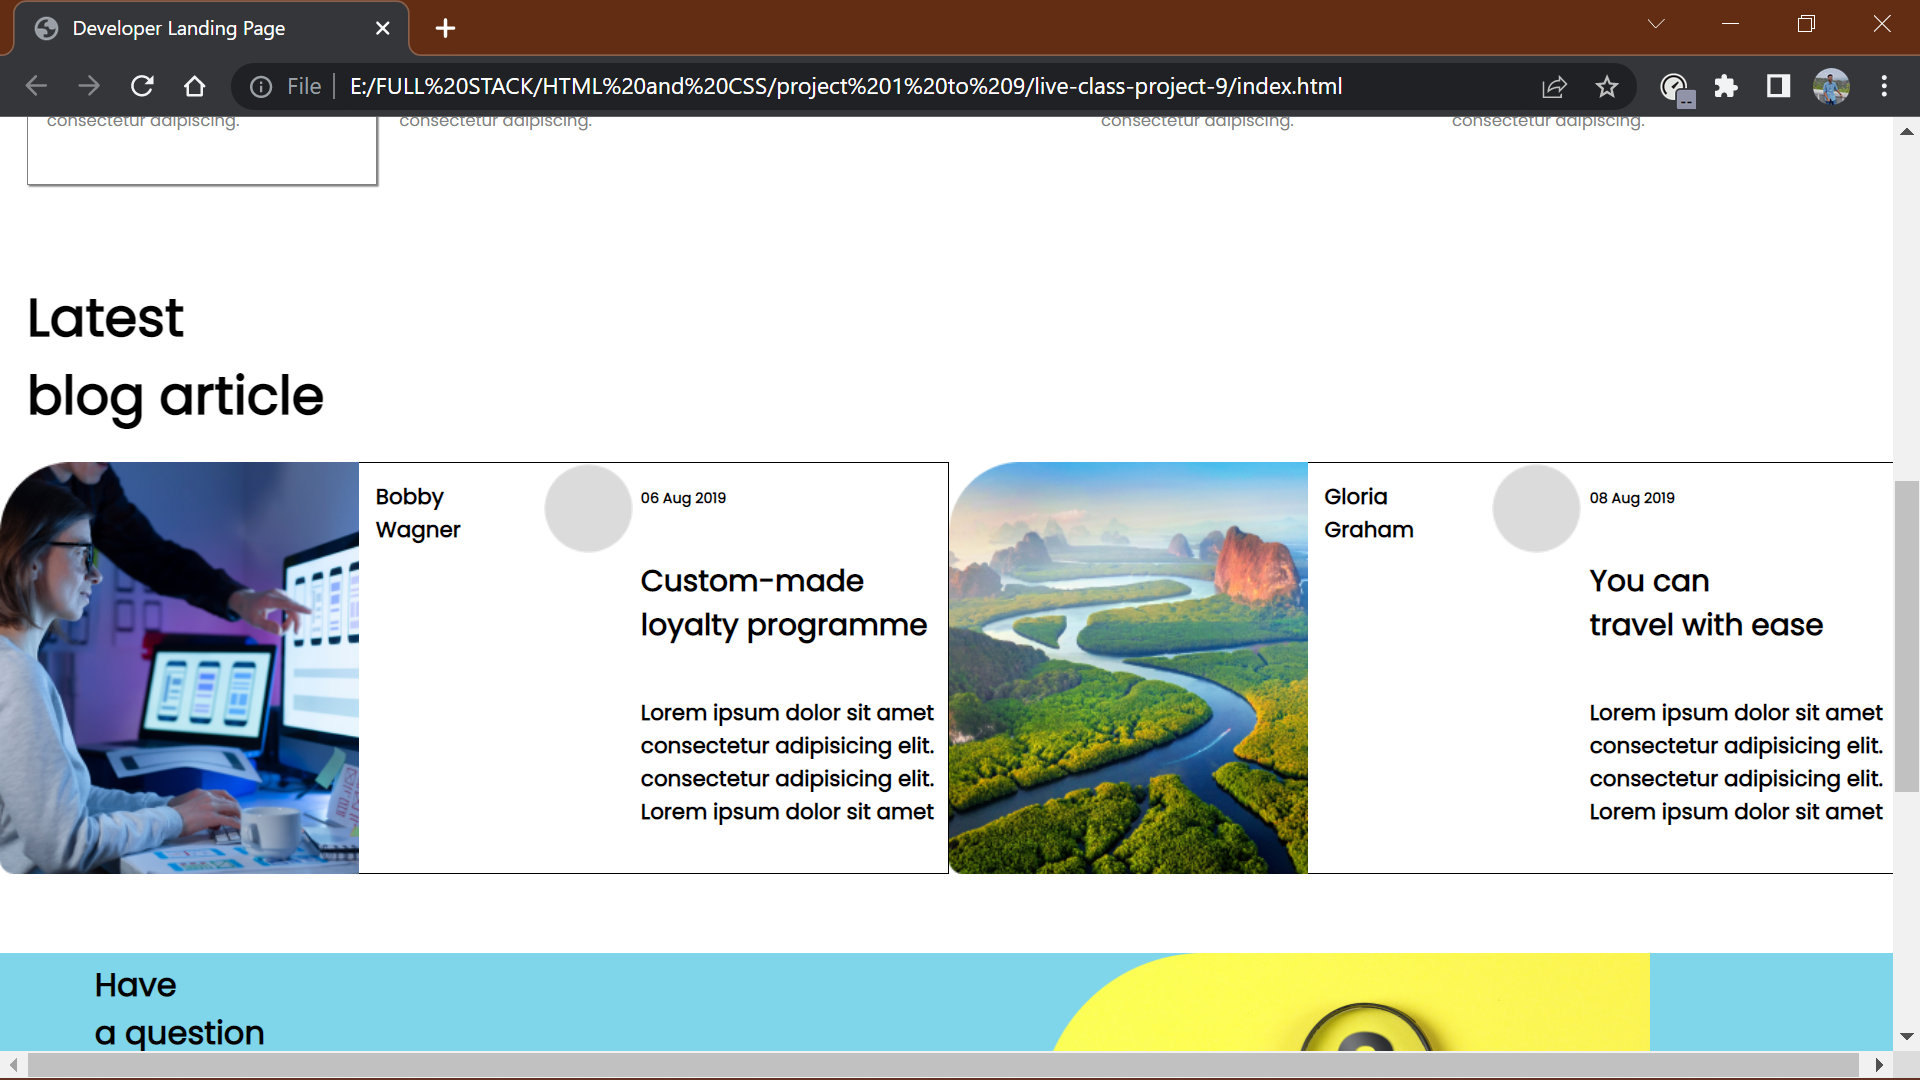 Developer Landing Page
File
E:/FULL%20STACK/HTML%20and%20CSS/project%201%20to%209/live-class-project-9/index.html
consectetur adipiscing.
consectetur adipiscing.
consectetur adipiscing.
consectetur adipiscing.
Latest
blog article
Bobby
Wagner
06 Aug 2019
Custom-made
loyalty programme
Lorem ipsum dolor sit amet
consectetur adipisicing elit.
consectetur adipisicing elit.
Lorem ipsum dolor sit amet
Gloria
Graham
08 Aug 2019
You can
travel with ease
Lorem ipsum dolor sit amet
consectetur adipisicing elit.
consectetur adipisicing elit.
Lorem ipsum dolor sit amet
Have
a question